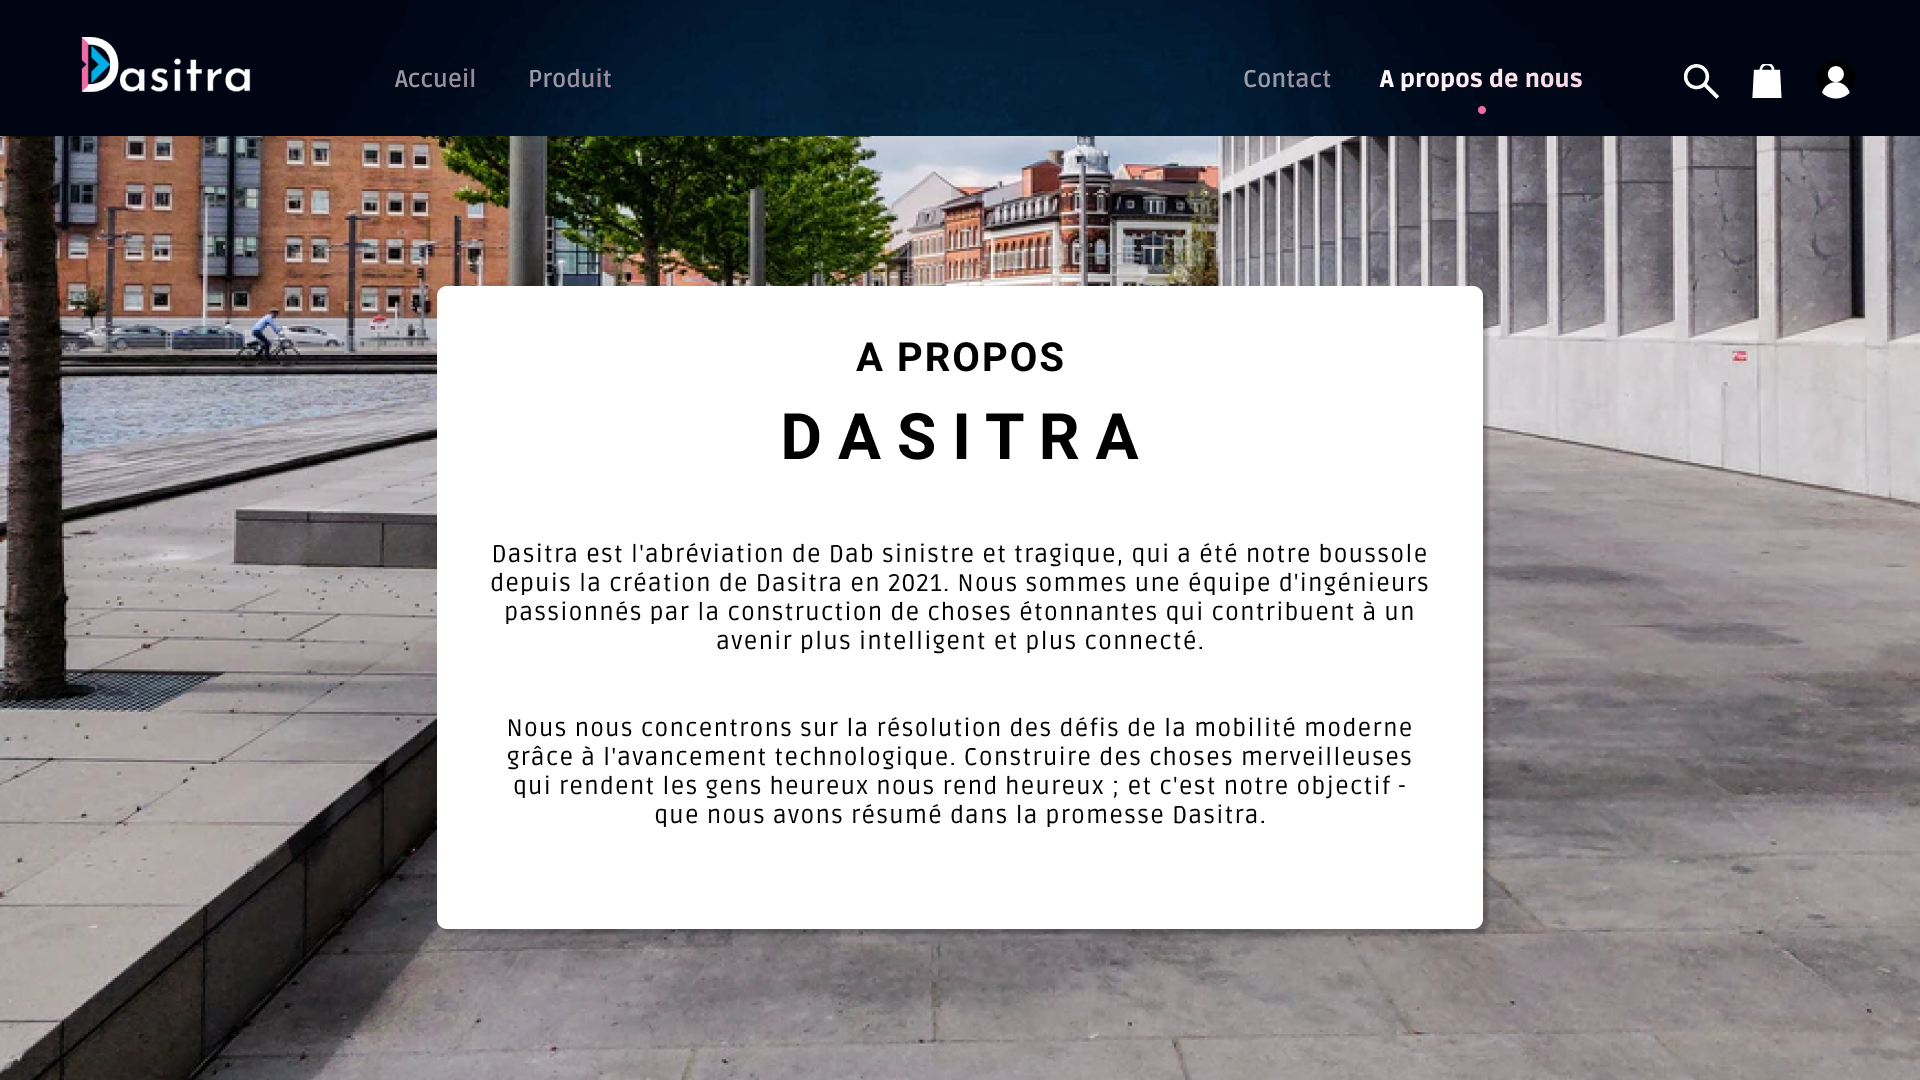 Dasitra
Accueil
Produit
Contact
A propos de nous
A PROPOS
DASITRA
Dasitra est l'abréviation de Dab sinistre et tragique, qui a été notre boussole
depuis la création de Dasitra en 2021. Nous sommes une équipe d'ingénieurs
passionnés par la construction de choses étonnantes qui contribuent à un
avenir plus intelligent et plus connecté.
Nous nous concentrons sur la résolution des défis de la mobilité moderne
grâce à l'avancement technologique. Construire des choses merveilleuses
qui rendent les gens heureux nous rend heureux ; et c'est notre objectif -
que nous avons résumé dans la promesse Dasitra.